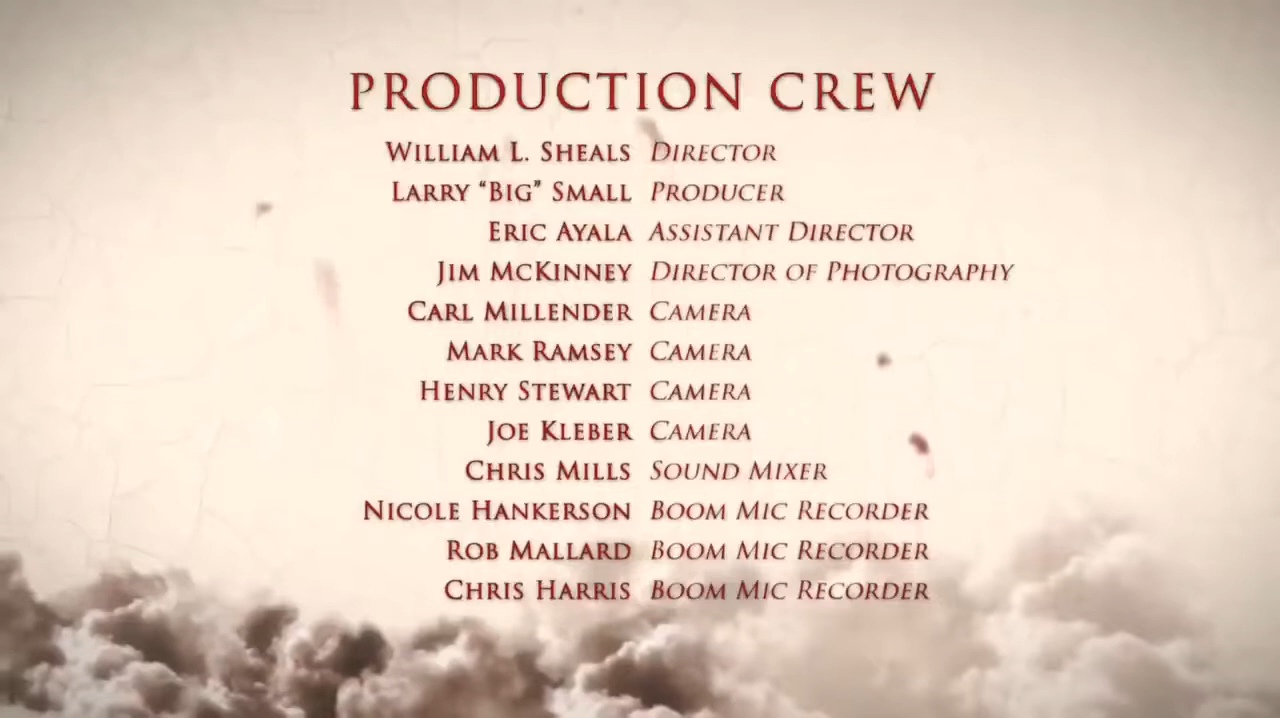 PRODUCTION CREW
WILLIAM L. SHEALS DIRECTOR
LARRY “BIG” SMALL PRODUCER
ERIC AYALA ASSISTANT DIRECTOR
JIM MCKINNEY DIRECTOR OF PHOTOGRAPHY
CARL MILLENDER CAMERA
MARK RAMSEY CAMERA
HENRY STEWART CAMERA
JOE KLEBER CAMERA
CHRIS MILLS SOUND MIXER
NICOLE HANKERSON BOOM MIC RECORDER
ROB MALLARD BOOM MIC RECORDER
CHRIS HARRIS BOOM MIC RECORDER